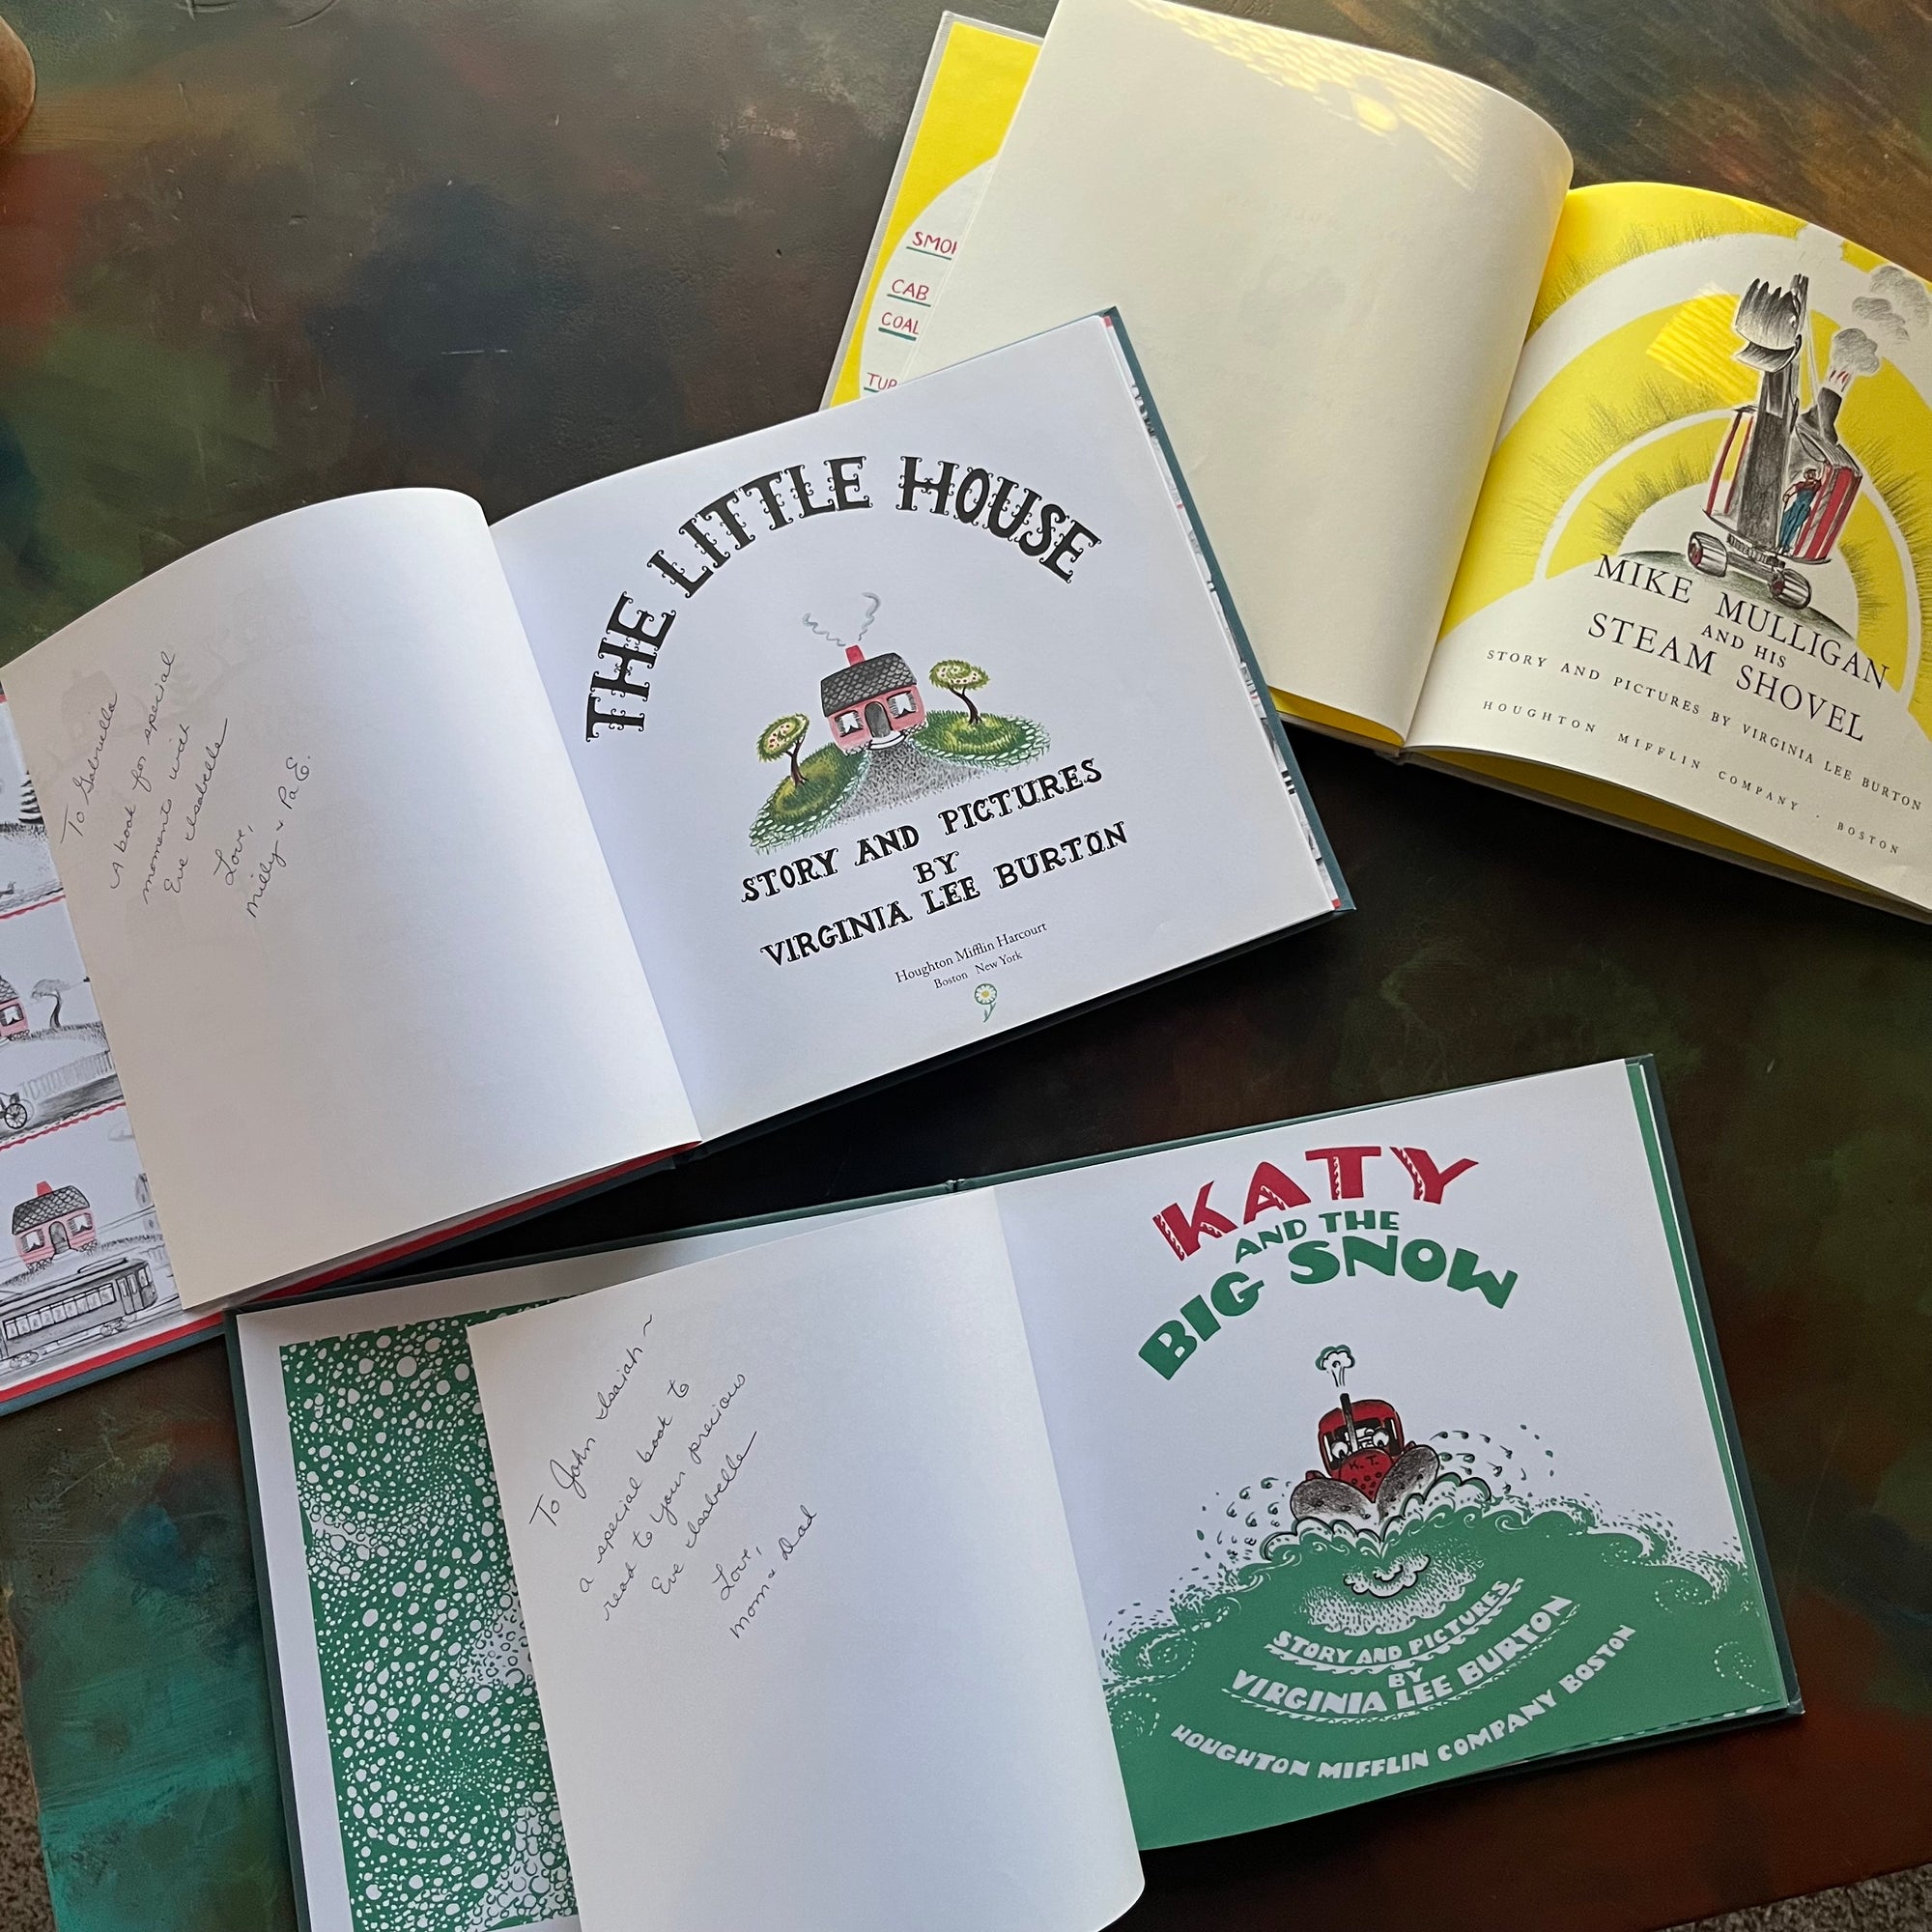 SMO
CAB
COAL
TUR
MIKE MULLIGAN
AND HIS
STEAM SHOVEL
STORY AND PICTURES BY VIRGINIA LEE BURTON
HOUGHTON MIFFLIN COMPANY · BOSTON
To Gabriella
A book for special
moments with
Eve Isabelle
Love,
Milly & Pa E.
THE LITTLE HOUSE
STORY AND PICTURES
BY
VIRGINIA LEE BURTON
Houghton Mifflin Harcourt
Boston New York
To John Isaiah ~
a special book to
read to your precious
Eve Isabelle
Love,
Mom & Dad
KATY
AND THE
BIG SNOW
K.T.
STORY AND PICTURES
BY
VIRGINIA LEE BURTON
HOUGHTON MIFFLIN COMPANY BOSTON